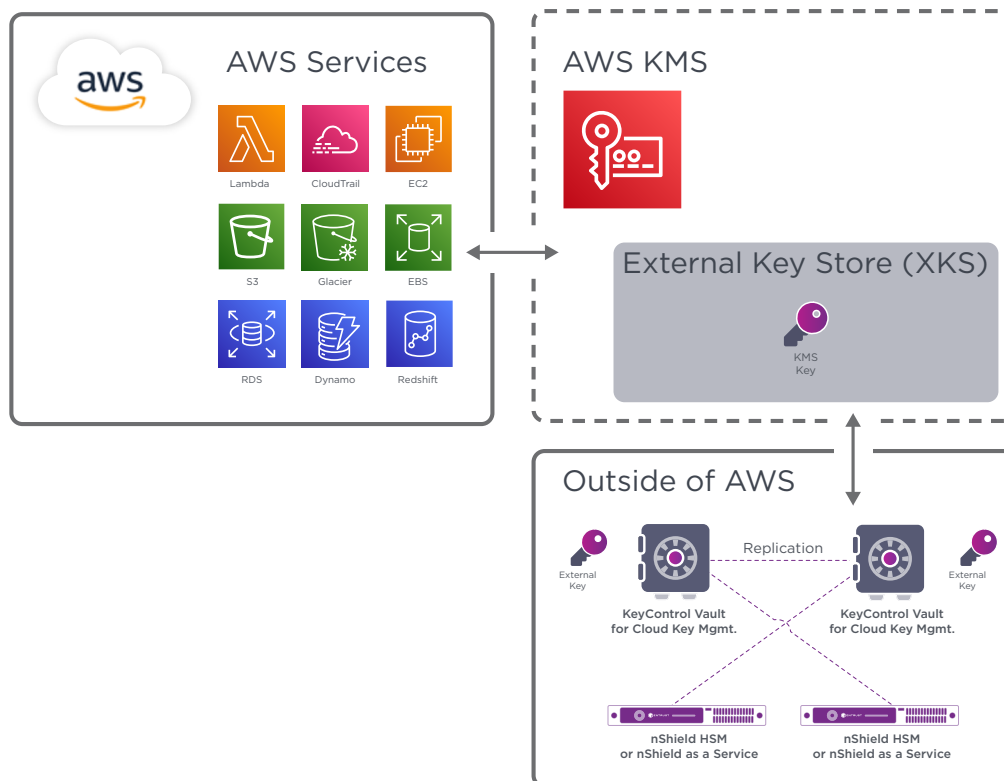 aws
AWS Services
Lambda
CloudTrail
EC2
S3
Glacier
EBS
RDS
Dynamo
Redshift
AWS KMS
External Key Store (XKS)
KMS
Key
Outside of AWS
External
Key
Replication
External
Key
KeyControl Vault
for Cloud Key Mgmt.
KeyControl Vault
for Cloud Key Mgmt.
ENTRUST
ENTRUST
nShield HSM
or nShield as a Service
nShield HSM
or nShield as a Service